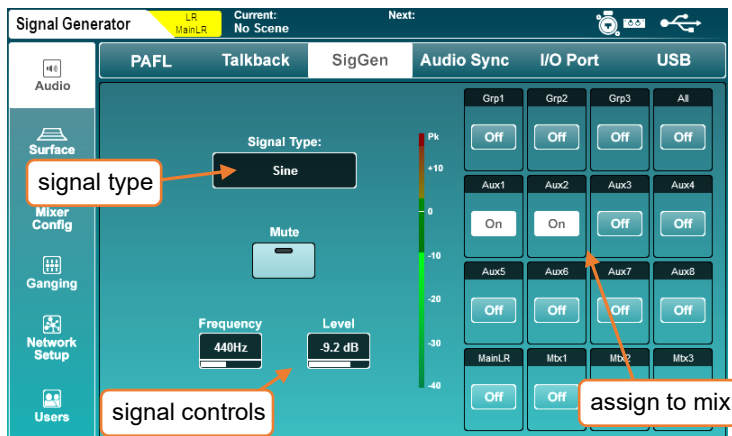 Signal Generator
LR
MainLR
Current:
No Scene
Next:
Audio
PAFL
Talkback
SigGen
Audio Sync
I/O Port
USB
Surface
signal type
Mixer
Config
Ganging
Network
Setup
Users
Signal Type:
Sine
Mute
Frequency
440Hz
Level
-9.2 dB
signal controls
Pk
+10
0
-10
-20
-30
-40
Grp1
Grp2
Grp3
All
Off
Off
Off
Off
Aux1
Aux2
Aux3
Aux4
On
On
Off
Off
Aux5
Aux6
Aux7
Aux8
Off
Off
Off
Off
MainLR
Mtx1
Mtx2
Mtx3
Off
Off
assign to mix